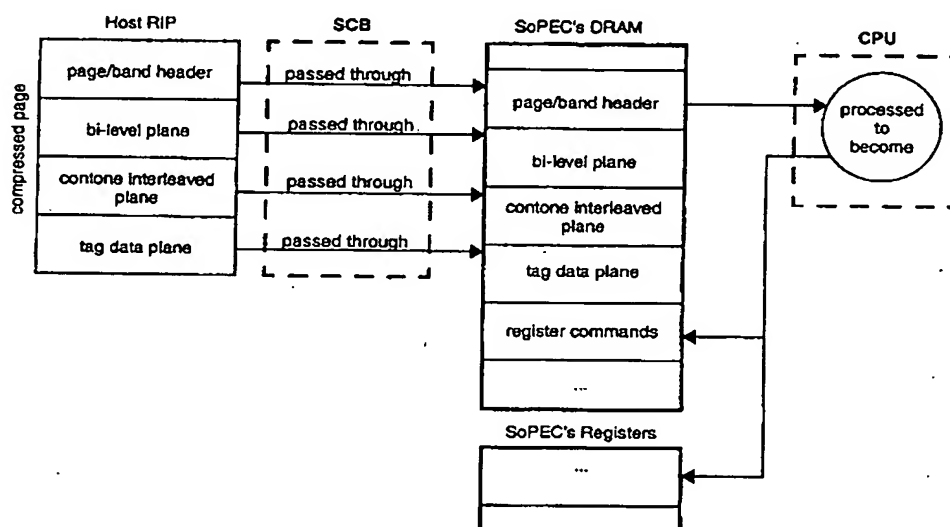 Host RIP
SCB
SoPEC's DRAM
CPU
compressed page
page/band header
bi-level plane
contone interleaved
plane
tag data plane
passed through
passed through
passed through
passed through
page/band header
bi-level plane
contone interleaved
plane
tag data plane
register commands
...
processed
to
become
SoPEC's Registers
...